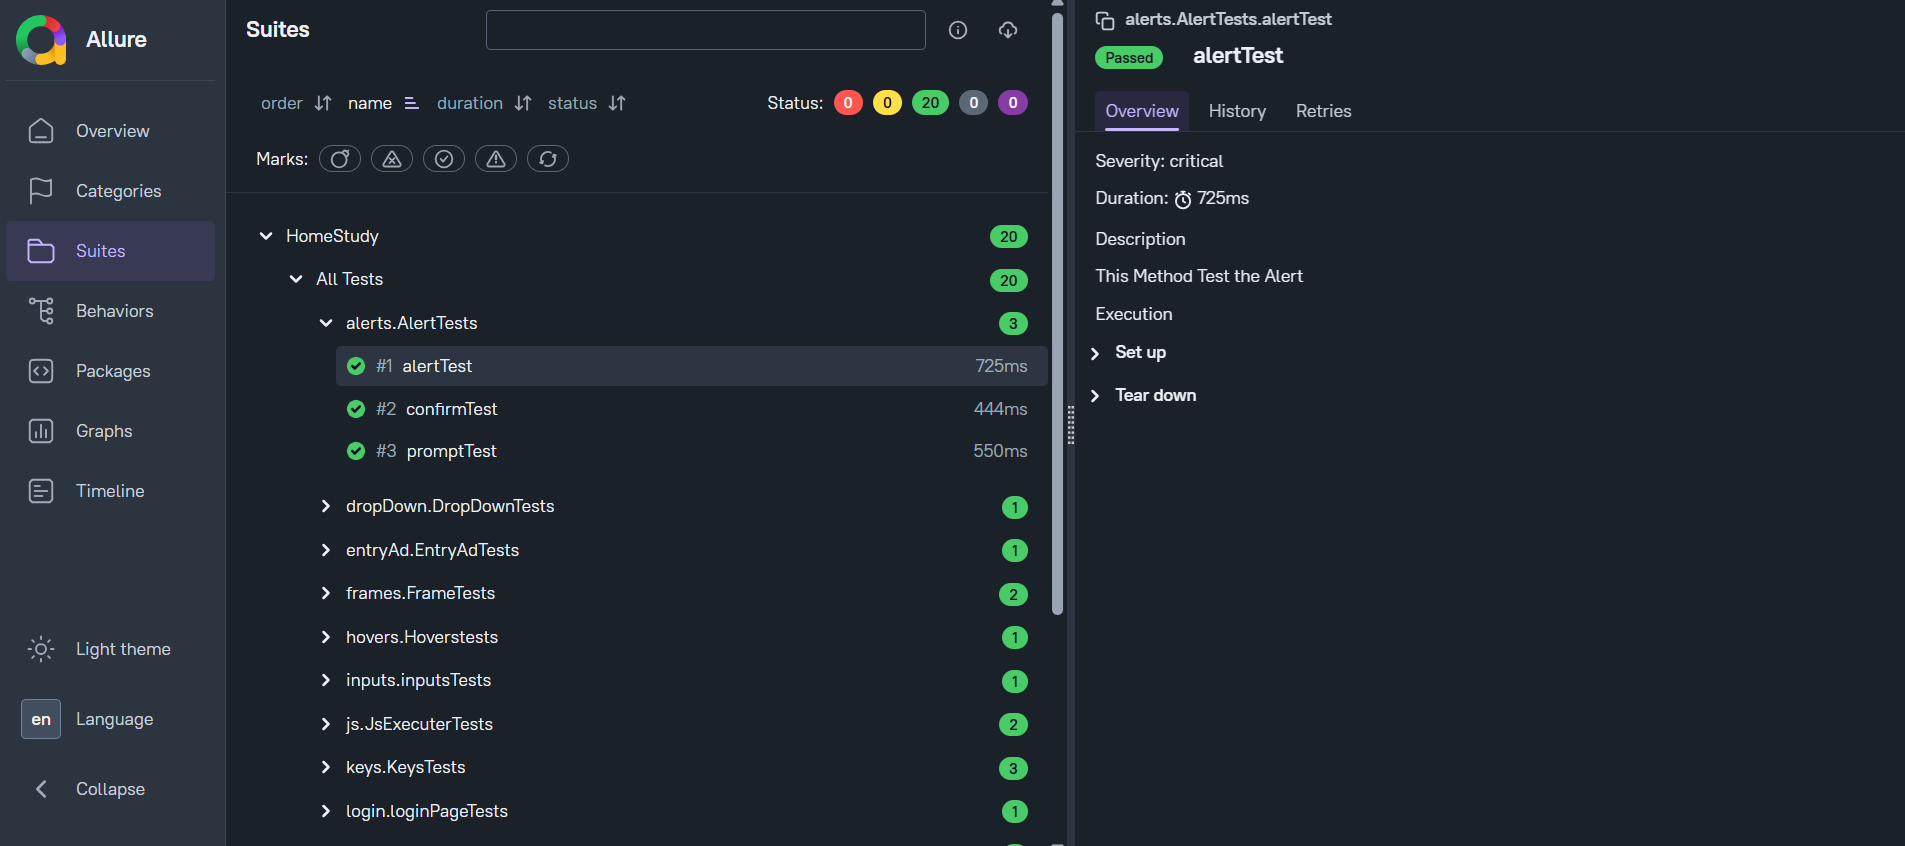 Allure
Overview
Categories
Suites
Behaviors
Packages
Graphs
Timeline
Light theme
en Language
Collapse
Suites
order name duration status
Status: 0 0 20 0 0
Marks:
HomeStudy 20
All Tests 20
alerts.AlertTests 3
#1 alertTest 725ms
#2 confirmTest 444ms
#3 promptTest 550ms
dropDown.DropDownTests 1
entryAd.EntryAdTests 1
frames.FrameTests 2
hovers.Hoverstests 1
inputs.inputsTests 1
js.JsExecuterTests 2
keys.KeysTests 3
login.loginPageTests 1
alerts.AlertTests.alertTest
Passed alertTest
Overview History Retries
Severity: critical
Duration: 725ms
Description
This Method Test the Alert
Execution
Set up
Tear down